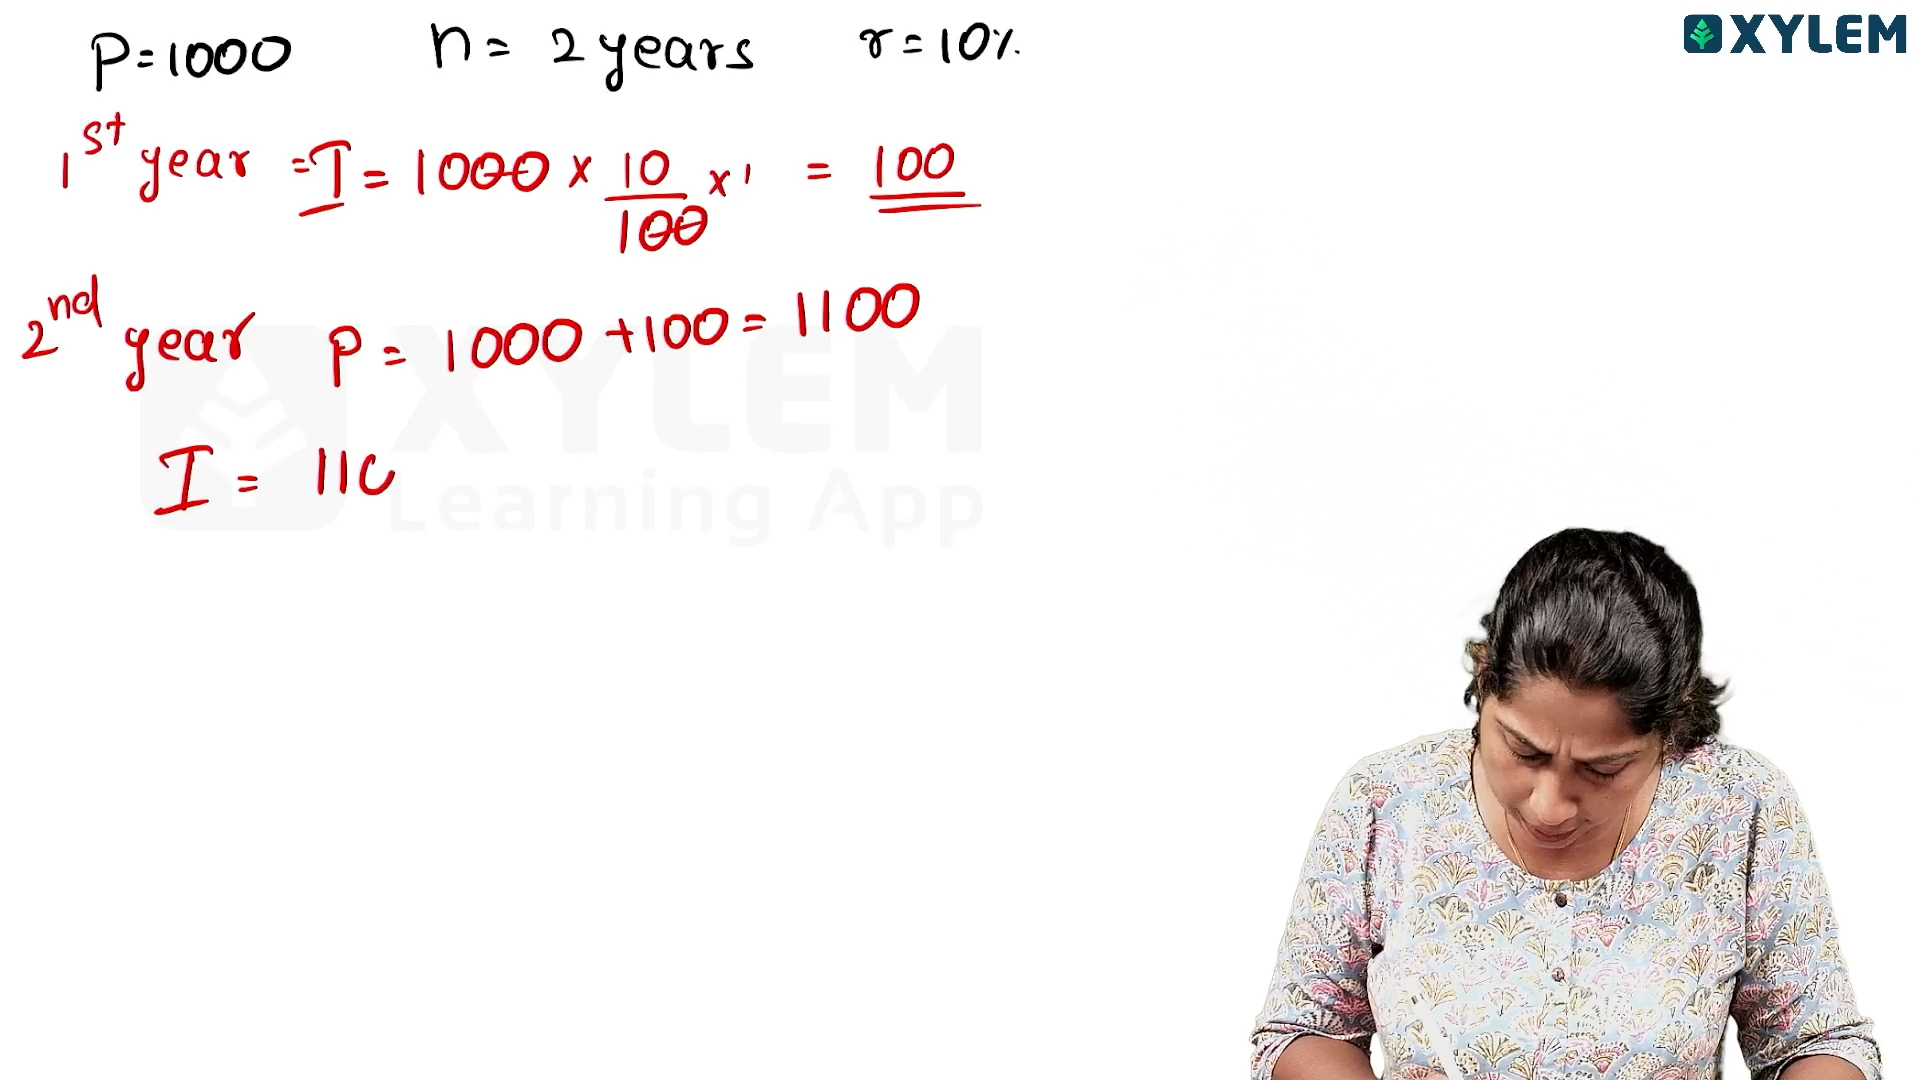 XYLEM
P=1000 n= 2 years r=10%
1st year =I = 1000 × 10/100 ×1 = 100
2nd year P = 1000 +100= 1100
I = 110
XYLEM
Learning App